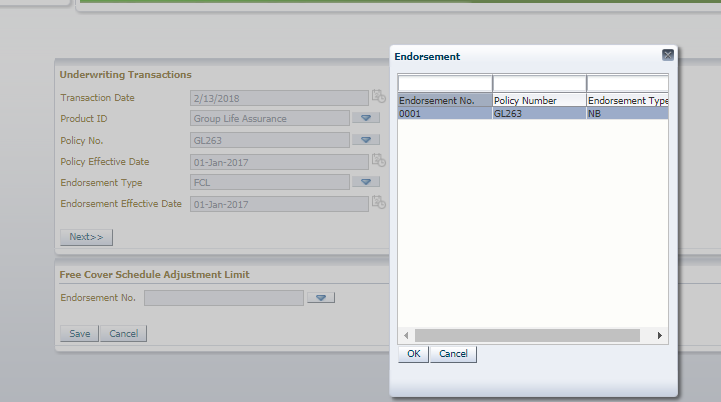 Underwriting Transactions
Transaction Date 2/13/2018
Product ID Group Life Assurance
Policy No. GL263
Policy Effective Date 01-Jan-2017
Endorsement Type FCL
Endorsement Effective Date 01-Jan-2017
Next>>
Free Cover Schedule Adjustment Limit
Endorsement No.
Save Cancel
Endorsement
Endorsement No. Policy Number Endorsement Type
0001 GL263 NB
OK Cancel